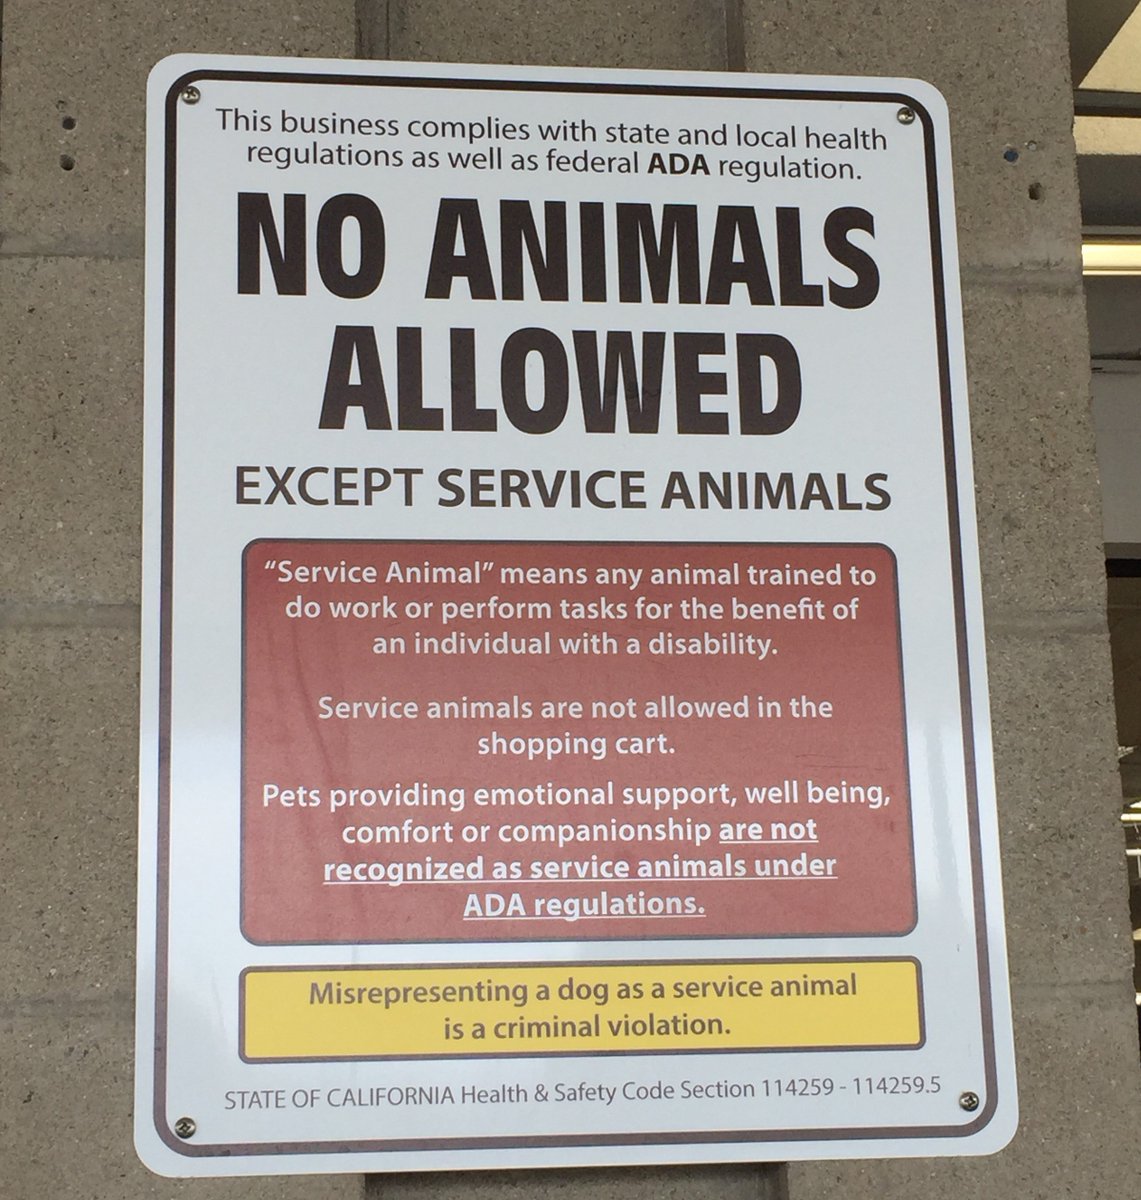 This business complies with state and local health
regulations as well as federal ADA regulation.
NO ANIMALS
ALLOWED
EXCEPT SERVICE ANIMALS
“Service Animal” means any animal trained to
do work or perform tasks for the benefit of
an individual with a disability.
Service animals are not allowed in the
shopping cart.
Pets providing emotional support, well being,
comfort or companionship are not
recognized as service animals under
ADA regulations.
Misrepresenting a dog as a service animal
is a criminal violation.
STATE OF CALIFORNIA Health & Safety Code Section 114259 - 114259.5